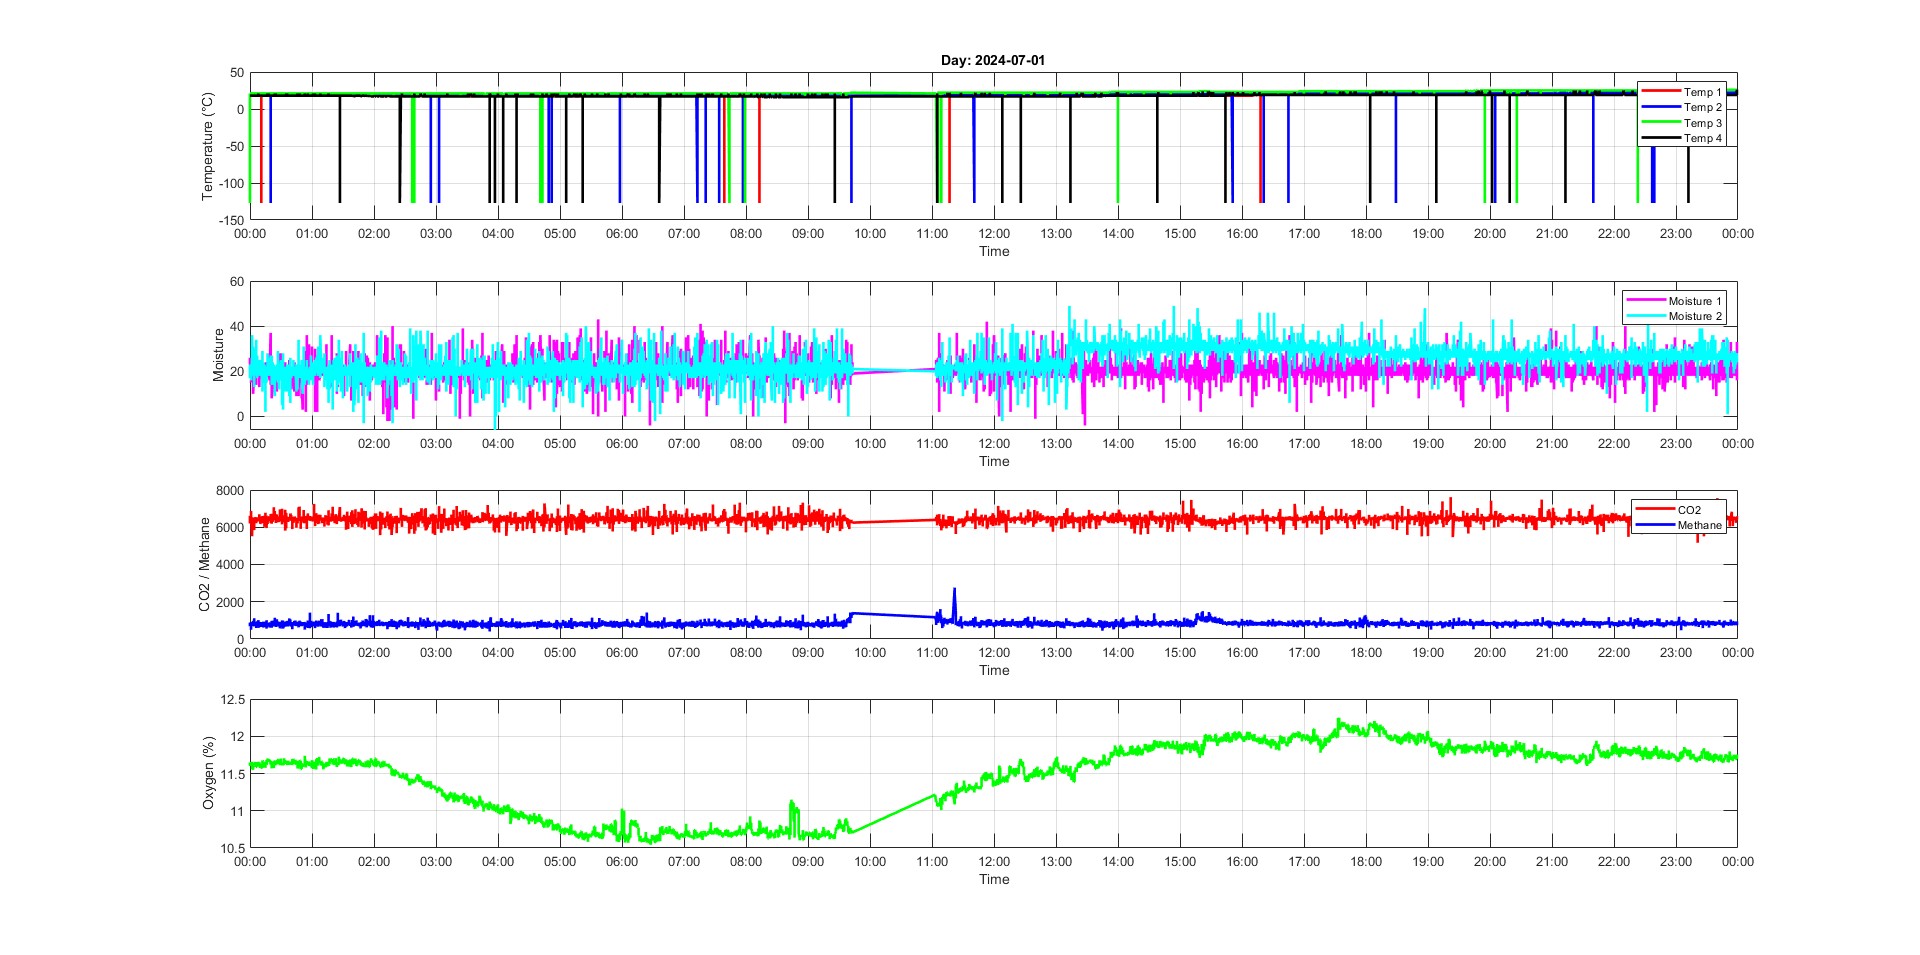 Day: 2024-07-01
50
0
-50
-100
-150
Temperature (°C)
Temp 1
Temp 2
Temp 3
Temp 4
00:00 01:00 02:00 03:00 04:00 05:00 06:00 07:00 08:00 09:00 10:00 11:00 12:00 13:00 14:00 15:00 16:00 17:00 18:00 19:00 20:00 21:00 22:00 23:00 00:00
Time
60
40
20
0
Moisture
Moisture 1
Moisture 2
00:00 01:00 02:00 03:00 04:00 05:00 06:00 07:00 08:00 09:00 10:00 11:00 12:00 13:00 14:00 15:00 16:00 17:00 18:00 19:00 20:00 21:00 22:00 23:00 00:00
Time
8000
6000
4000
2000
0
CO2 / Methane
CO2
Methane
00:00 01:00 02:00 03:00 04:00 05:00 06:00 07:00 08:00 09:00 10:00 11:00 12:00 13:00 14:00 15:00 16:00 17:00 18:00 19:00 20:00 21:00 22:00 23:00 00:00
Time
12.5
12
11.5
11
10.5
Oxygen (%)
00:00 01:00 02:00 03:00 04:00 05:00 06:00 07:00 08:00 09:00 10:00 11:00 12:00 13:00 14:00 15:00 16:00 17:00 18:00 19:00 20:00 21:00 22:00 23:00 00:00
Time